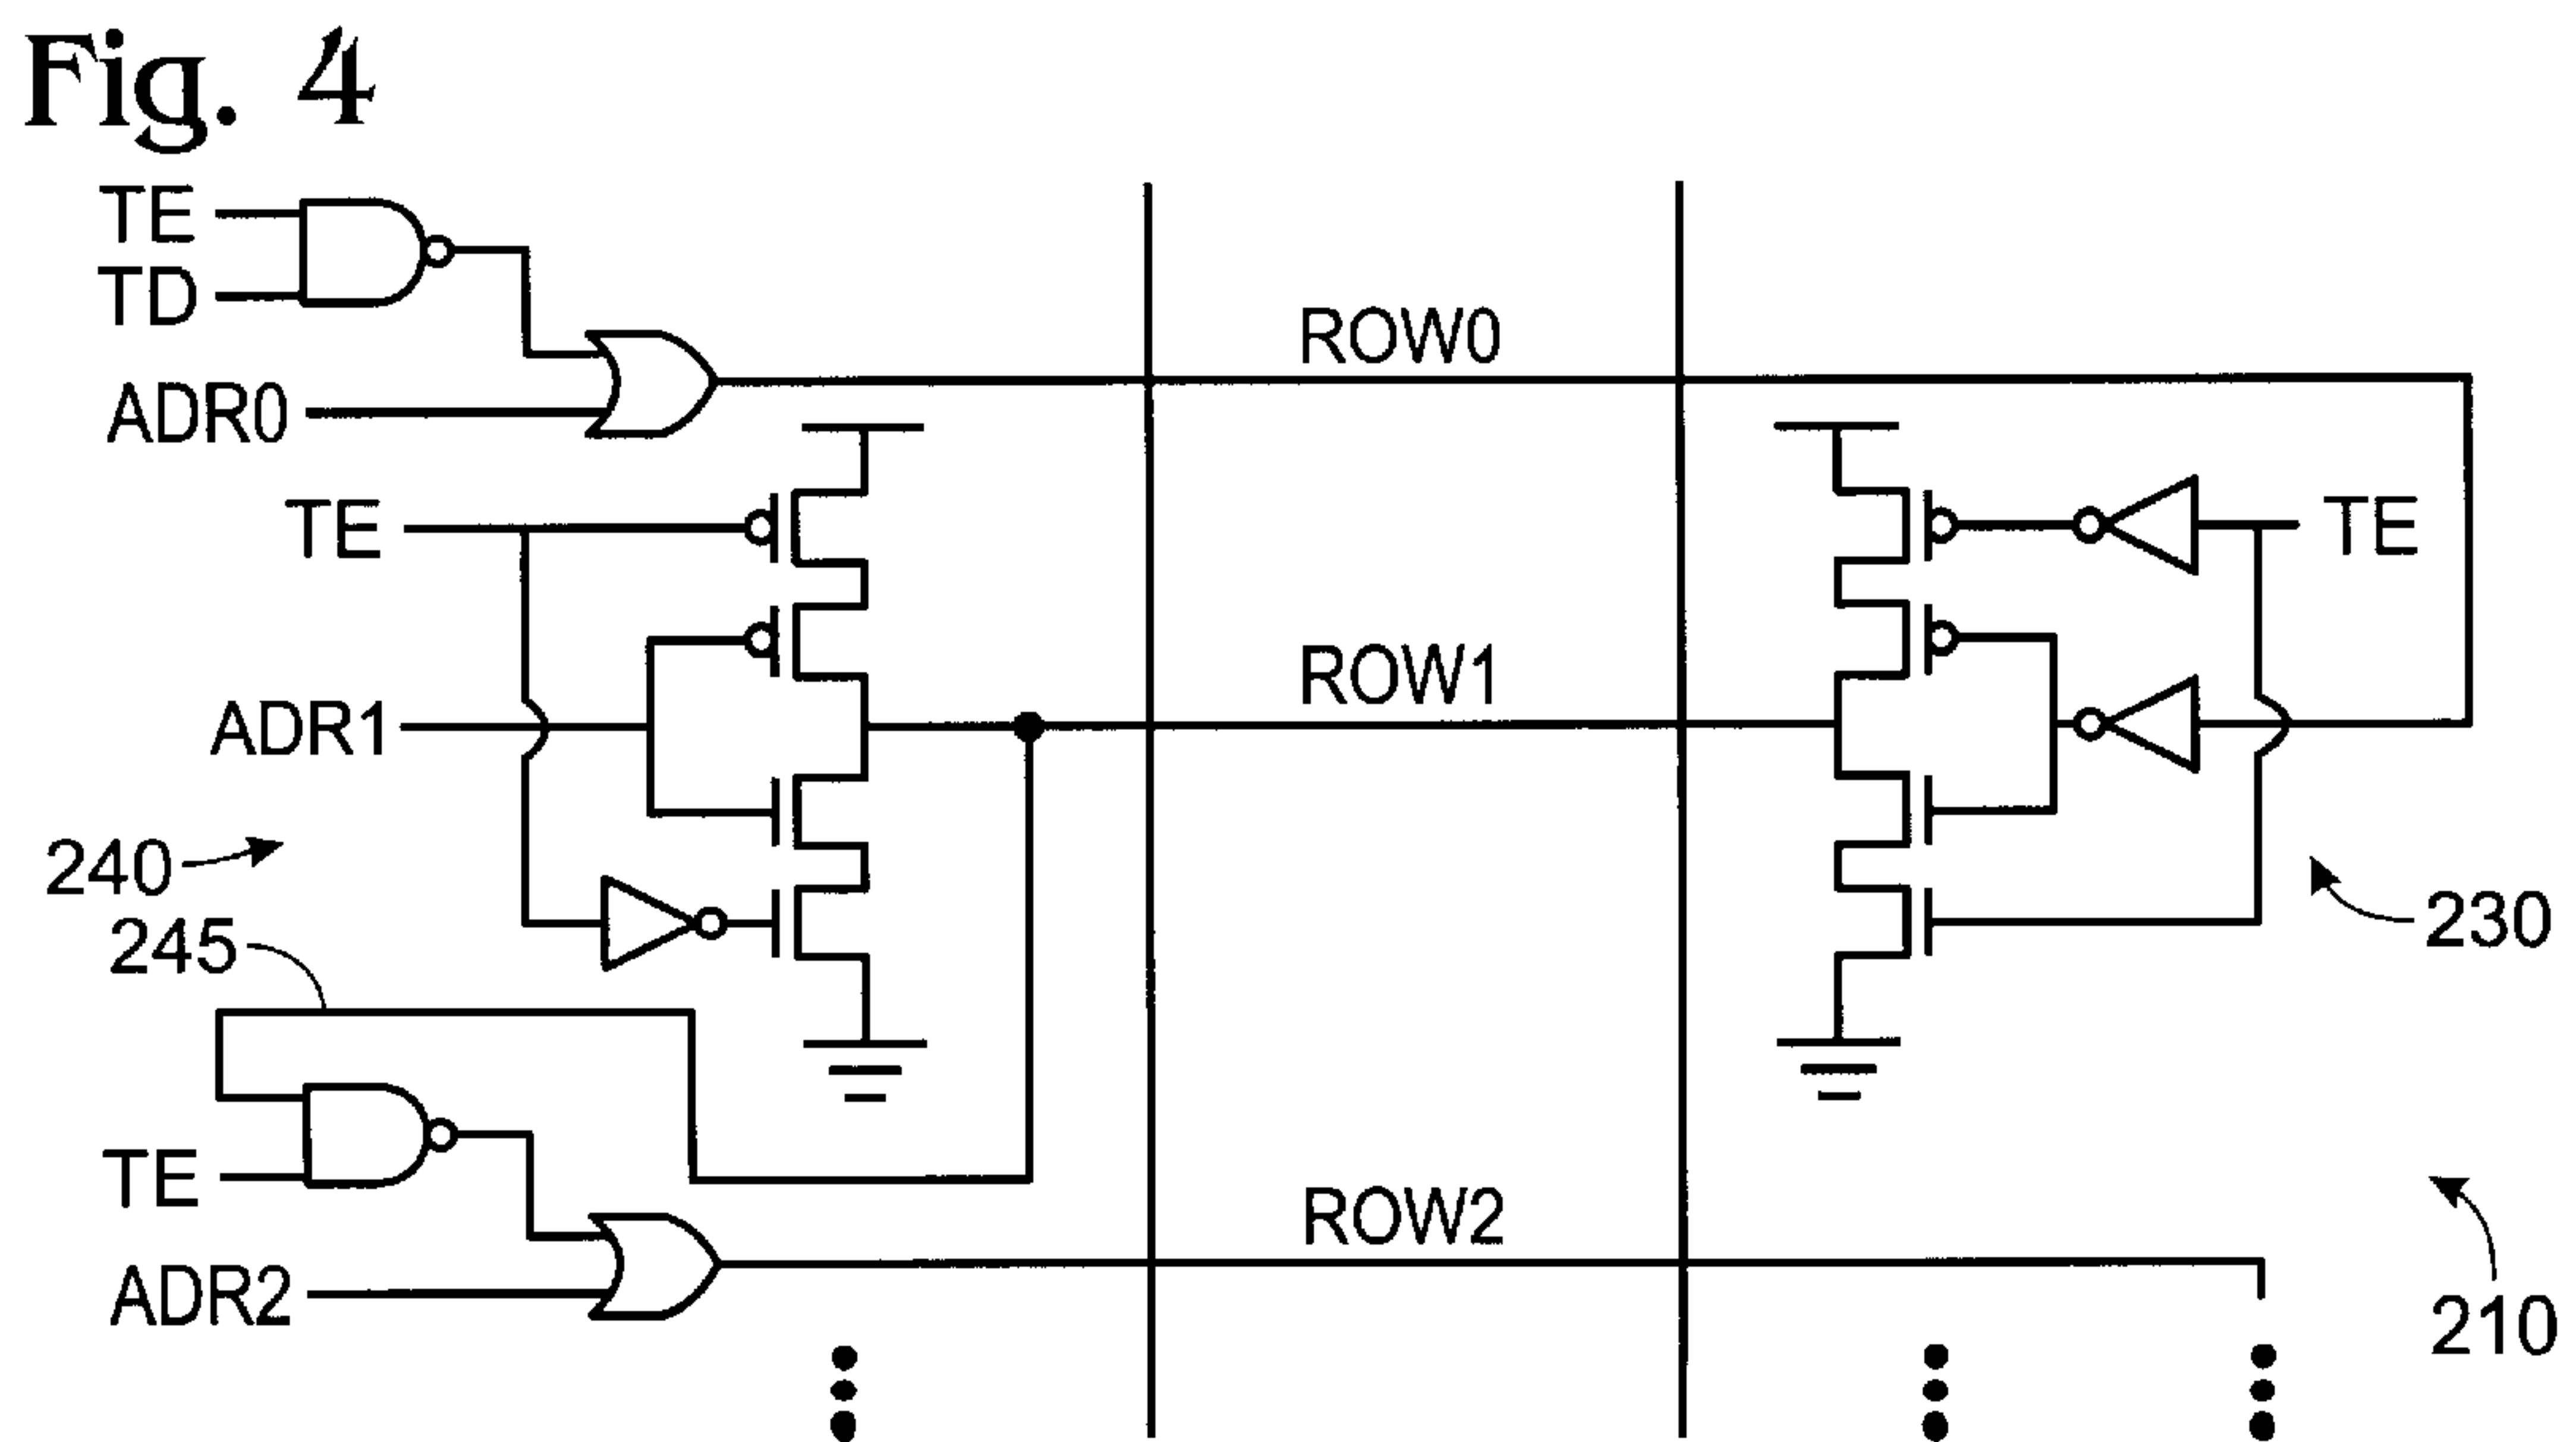 Fig. 4
TE
TD
ROW0
ADR0
TE
TE
ROW1
ADR1
240
230
245
TE
ROW2
ADR2
210